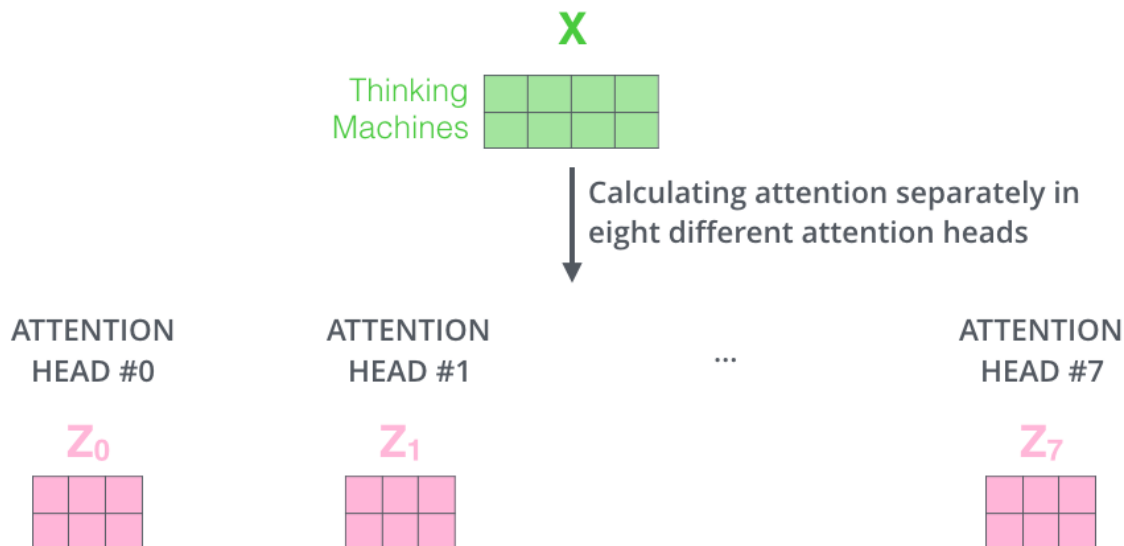 X
Thinking
Machines
Calculating attention separately in
eight different attention heads
ATTENTION
HEAD #0
ATTENTION
HEAD #1
...
ATTENTION
HEAD #7
Z₀
Z₁
Z₇